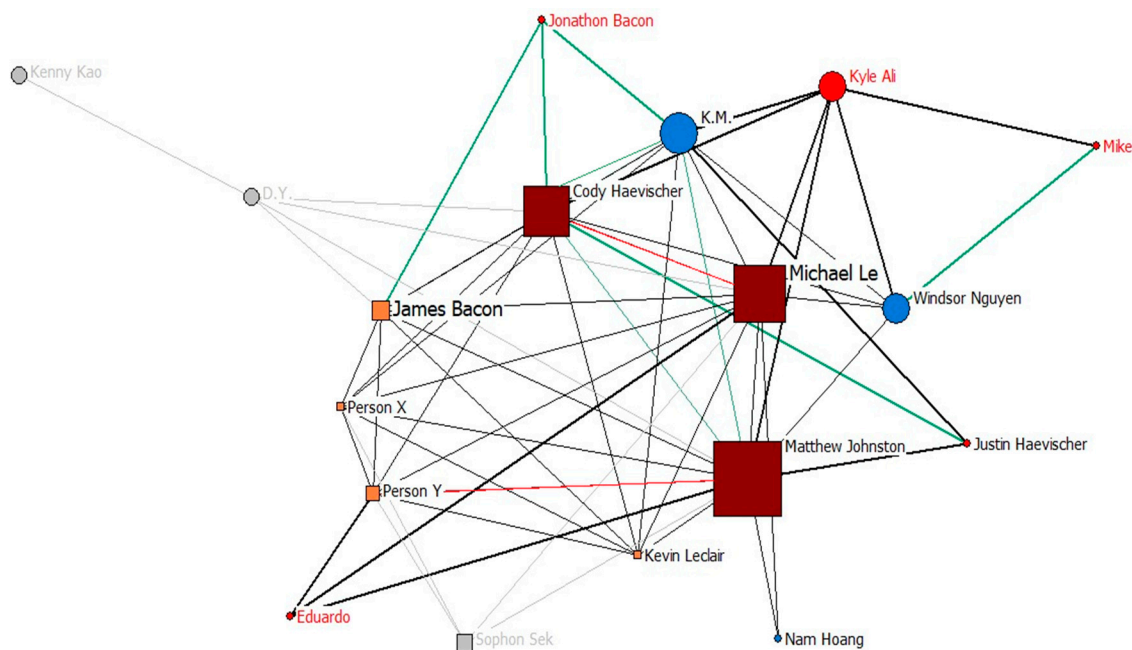 Jonathon Bacon
Kenny Kao
Kyle Ali
K.M.
Mike
D.Y.
Cody Haevischer
Michael Le
Windsor Nguyen
James Bacon
Person X
Matthew Johnston
Justin Haevischer
Person Y
Kevin Leclair
Eduardo
Sophon Sek
Nam Hoang